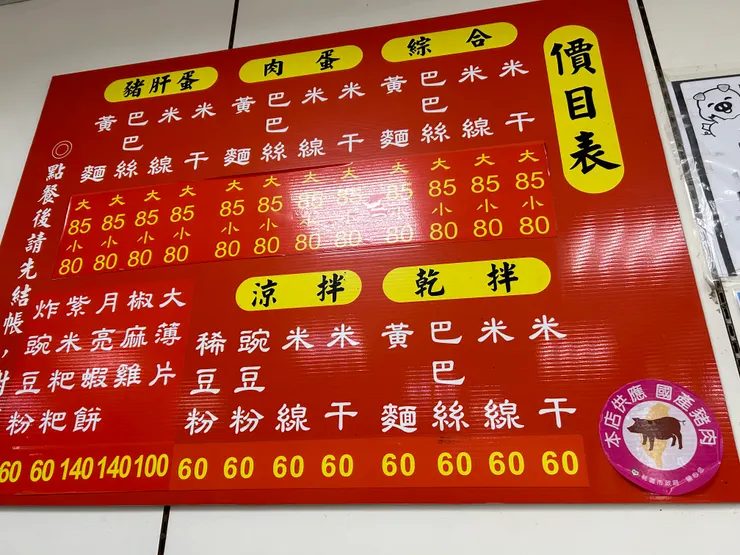 價目表
綜合
米干 大85 小80
米線 大85 小80
巴巴絲 大85 小80
黃麵 大85 小80
肉蛋
米干 大85 小80
米線 大85 小80
巴巴絲 大85 小80
黃麵 大85 小80
豬肝蛋
米干 大85 小80
米線 大85 小80
巴巴絲 大85 小80
黃麵 大85 小80
乾拌
米干 60
米線 60
巴巴絲 60
黃麵 60
涼拌
米干 60
米線 60
豌豆粉 60
稀豆粉 60
大薄片 100
椒麻雞 140
月亮蝦餅 140
紫米粑粑 60
炸豌豆粉 60
◎點餐後請先結帳，
本店供應 國產豬肉